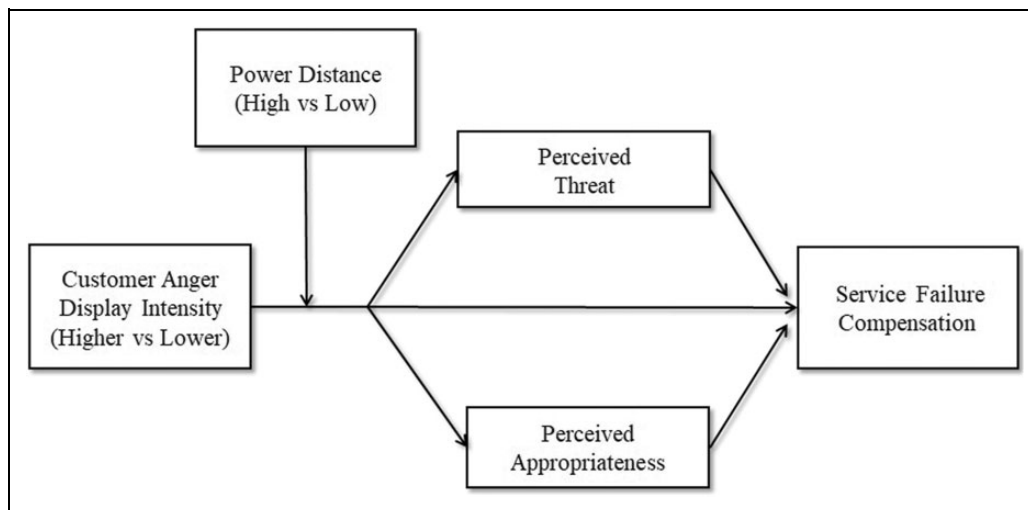 Power Distance
(High vs Low)
Perceived
Threat
Customer Anger
Display Intensity
(Higher vs Lower)
Service Failure
Compensation
Perceived
Appropriateness